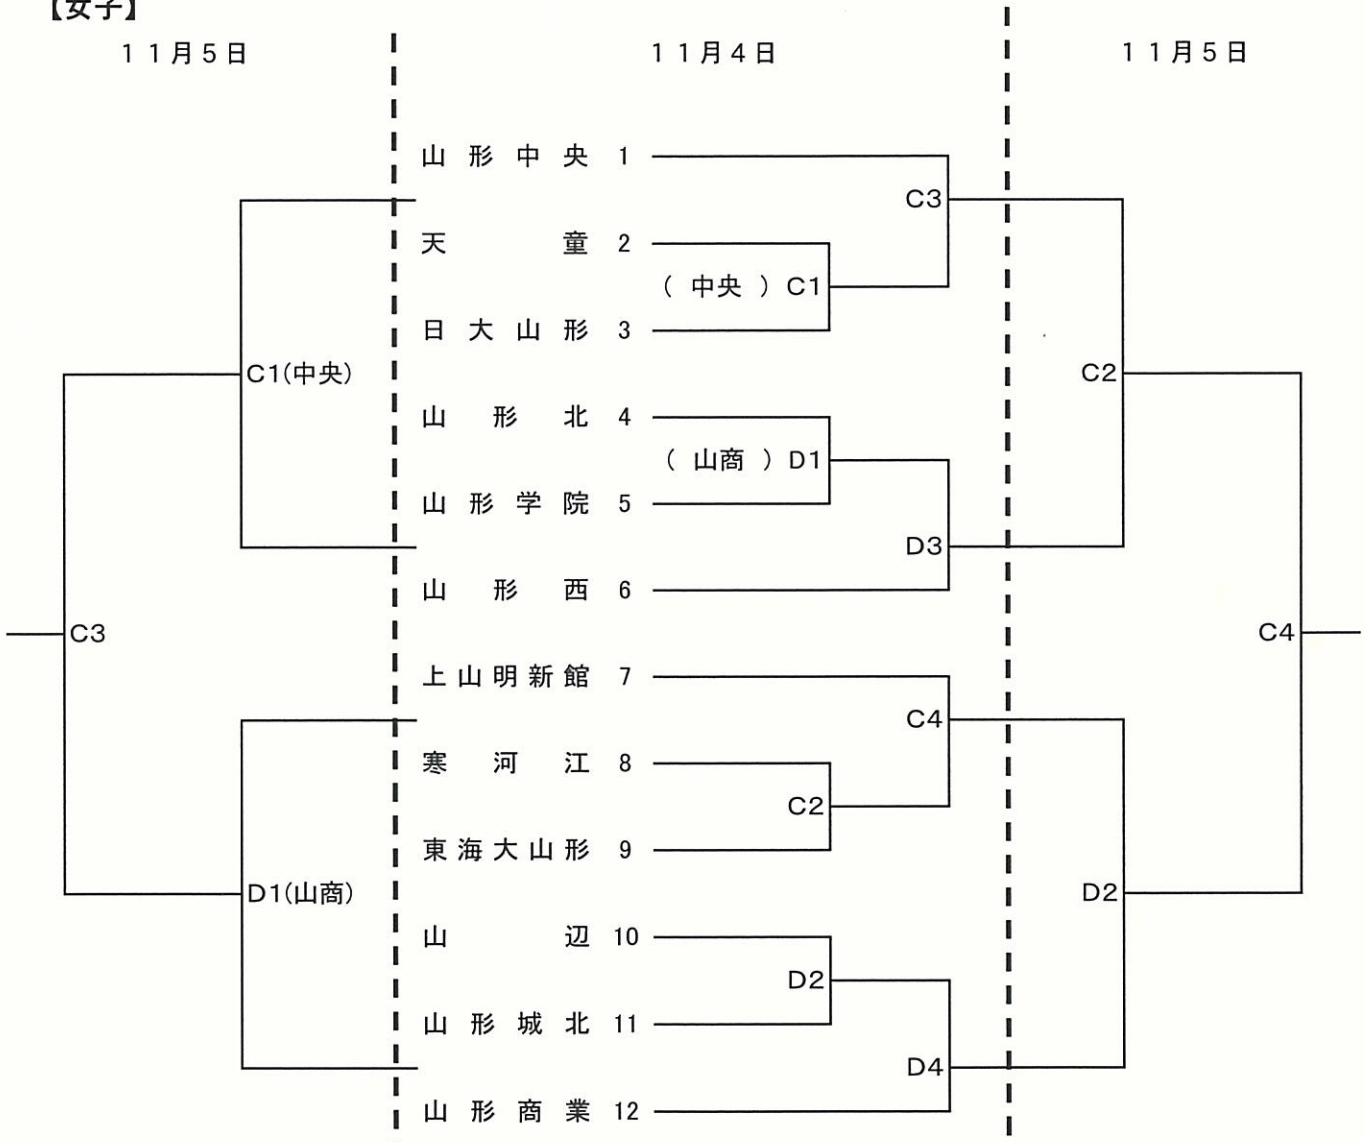 【女子】
11月5日 11月4日 11月5日
山形中央 1
C3
天童 2
(中央)C1
日大山形 3
C1(中央) C2
山形北 4
(山商)D1
山形学院 5
D3
山形西 6
C3 C4
上山明新館 7
C4
寒河江 8
C2
東海大山形 9
D1(山商) D2
山辺 10
D2
山形城北 11
D4
山形商業 12